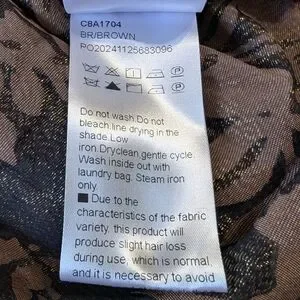 C8A1704
BR/BROWN
PO20241125683096
Do not wash.Do not
bleach.line drying in the
shade.Low
iron.Dryclean,gentle cycle.
Wash inside out with
laundry bag. Steam iron
only
■ Due to the
characteristics of the fabric
variety, this product will
produce slight hair loss
during use, which is normal
and it is necessary to avoid